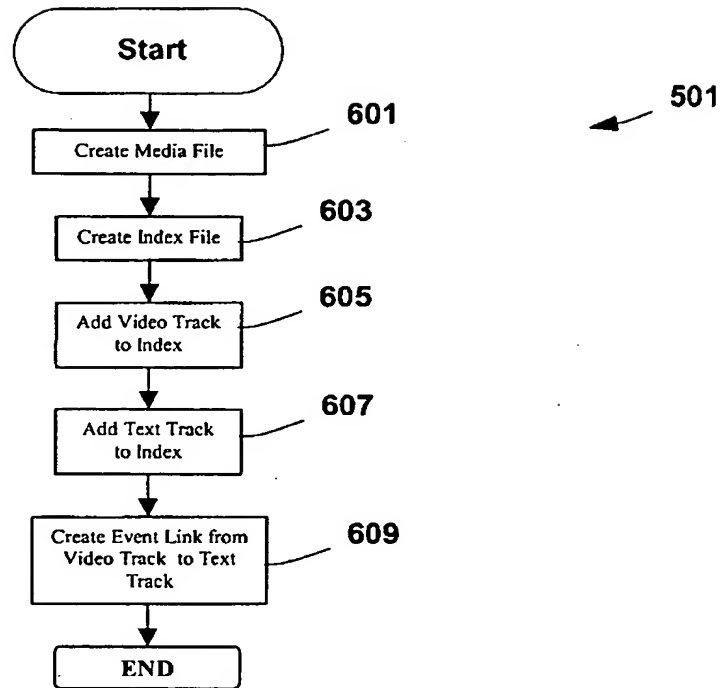 Start
501
601
Create Media File
603
Create Index File
605
Add Video Track
to Index
607
Add Text Track
to Index
609
Create Event Link from
Video Track to Text
Track
END